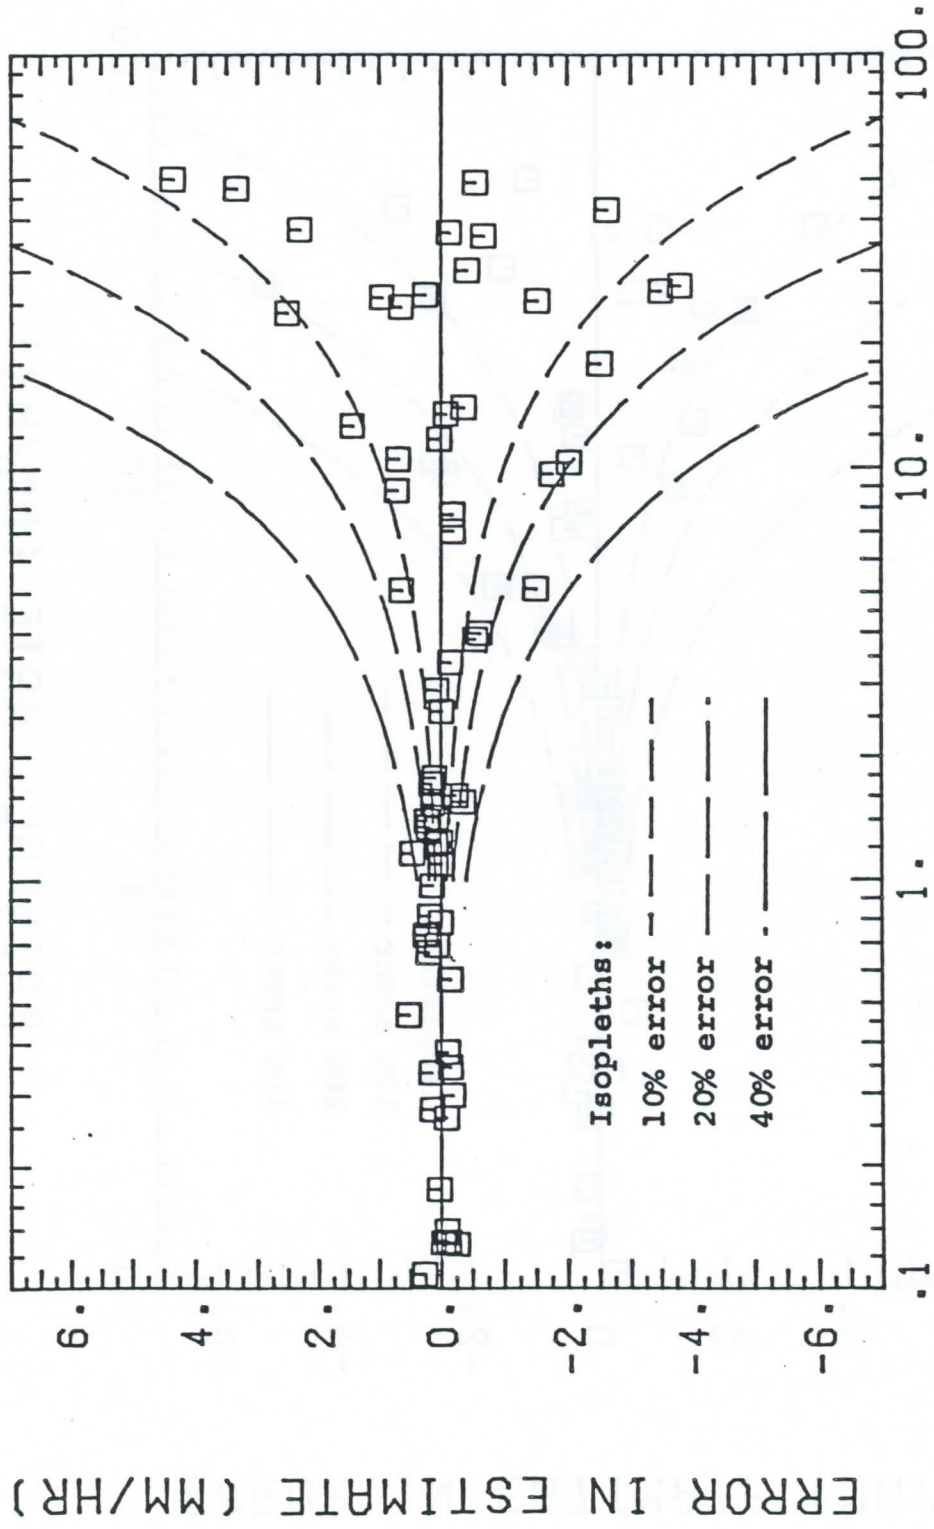 ERROR IN ESTIMATE (MM/HR)
6.
4.
2.
0.
-2.
-4.
-6.
.1
1.
10.
100.
Isopleths:
10% error
20% error
40% error